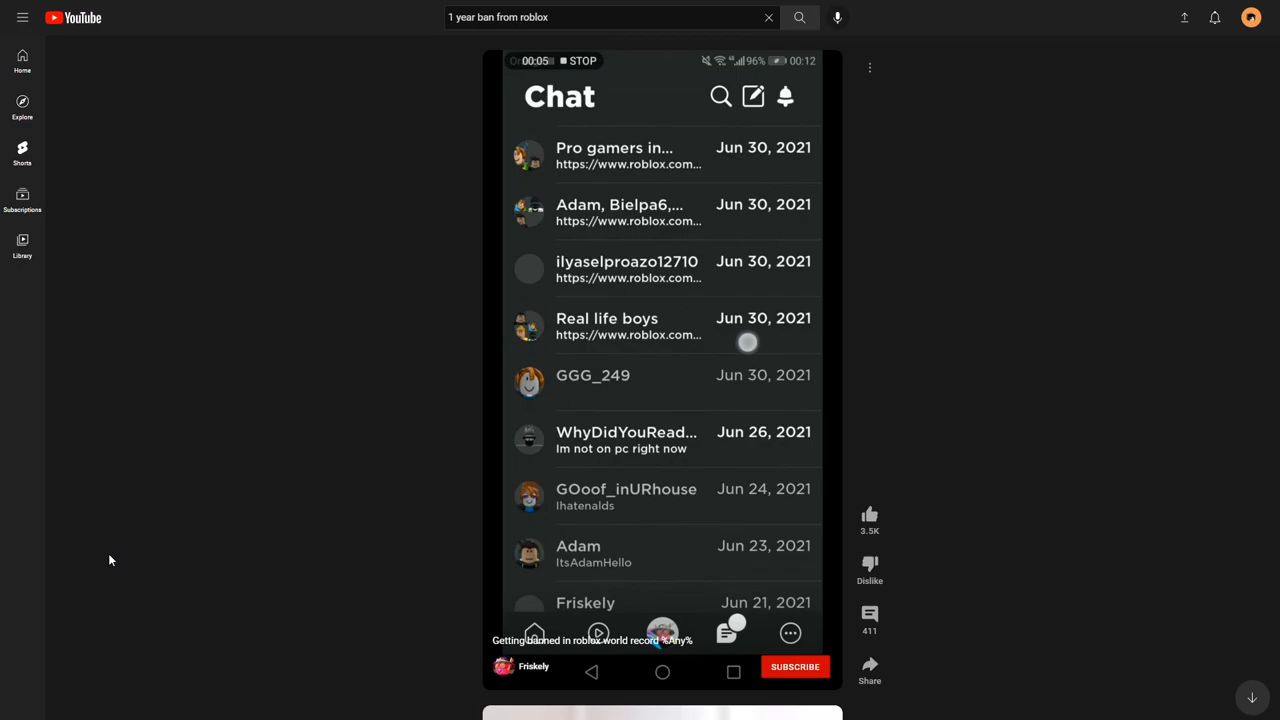 YouTube
1 year ban from roblox
Home
Explore
Shorts
Subscriptions
Library
00:05 STOP
96% 00:12
Chat
Pro gamers in... Jun 30, 2021
https://www.roblox.com...
Adam, Bielpa6,... Jun 30, 2021
https://www.roblox.com...
ilyaselproazo12710 Jun 30, 2021
https://www.roblox.com...
Real life boys Jun 30, 2021
https://www.roblox.com...
GGG_249 Jun 30, 2021
WhyDidYouRead... Jun 26, 2021
Im not on pc right now
GOoof_inURhouse Jun 24, 2021
Ihatenalds
Adam Jun 23, 2021
ItsAdamHello
Friskely Jun 21, 2021
Getting banned in roblox world record %Any%
Friskely
SUBSCRIBE
3.5K
Dislike
411
Share